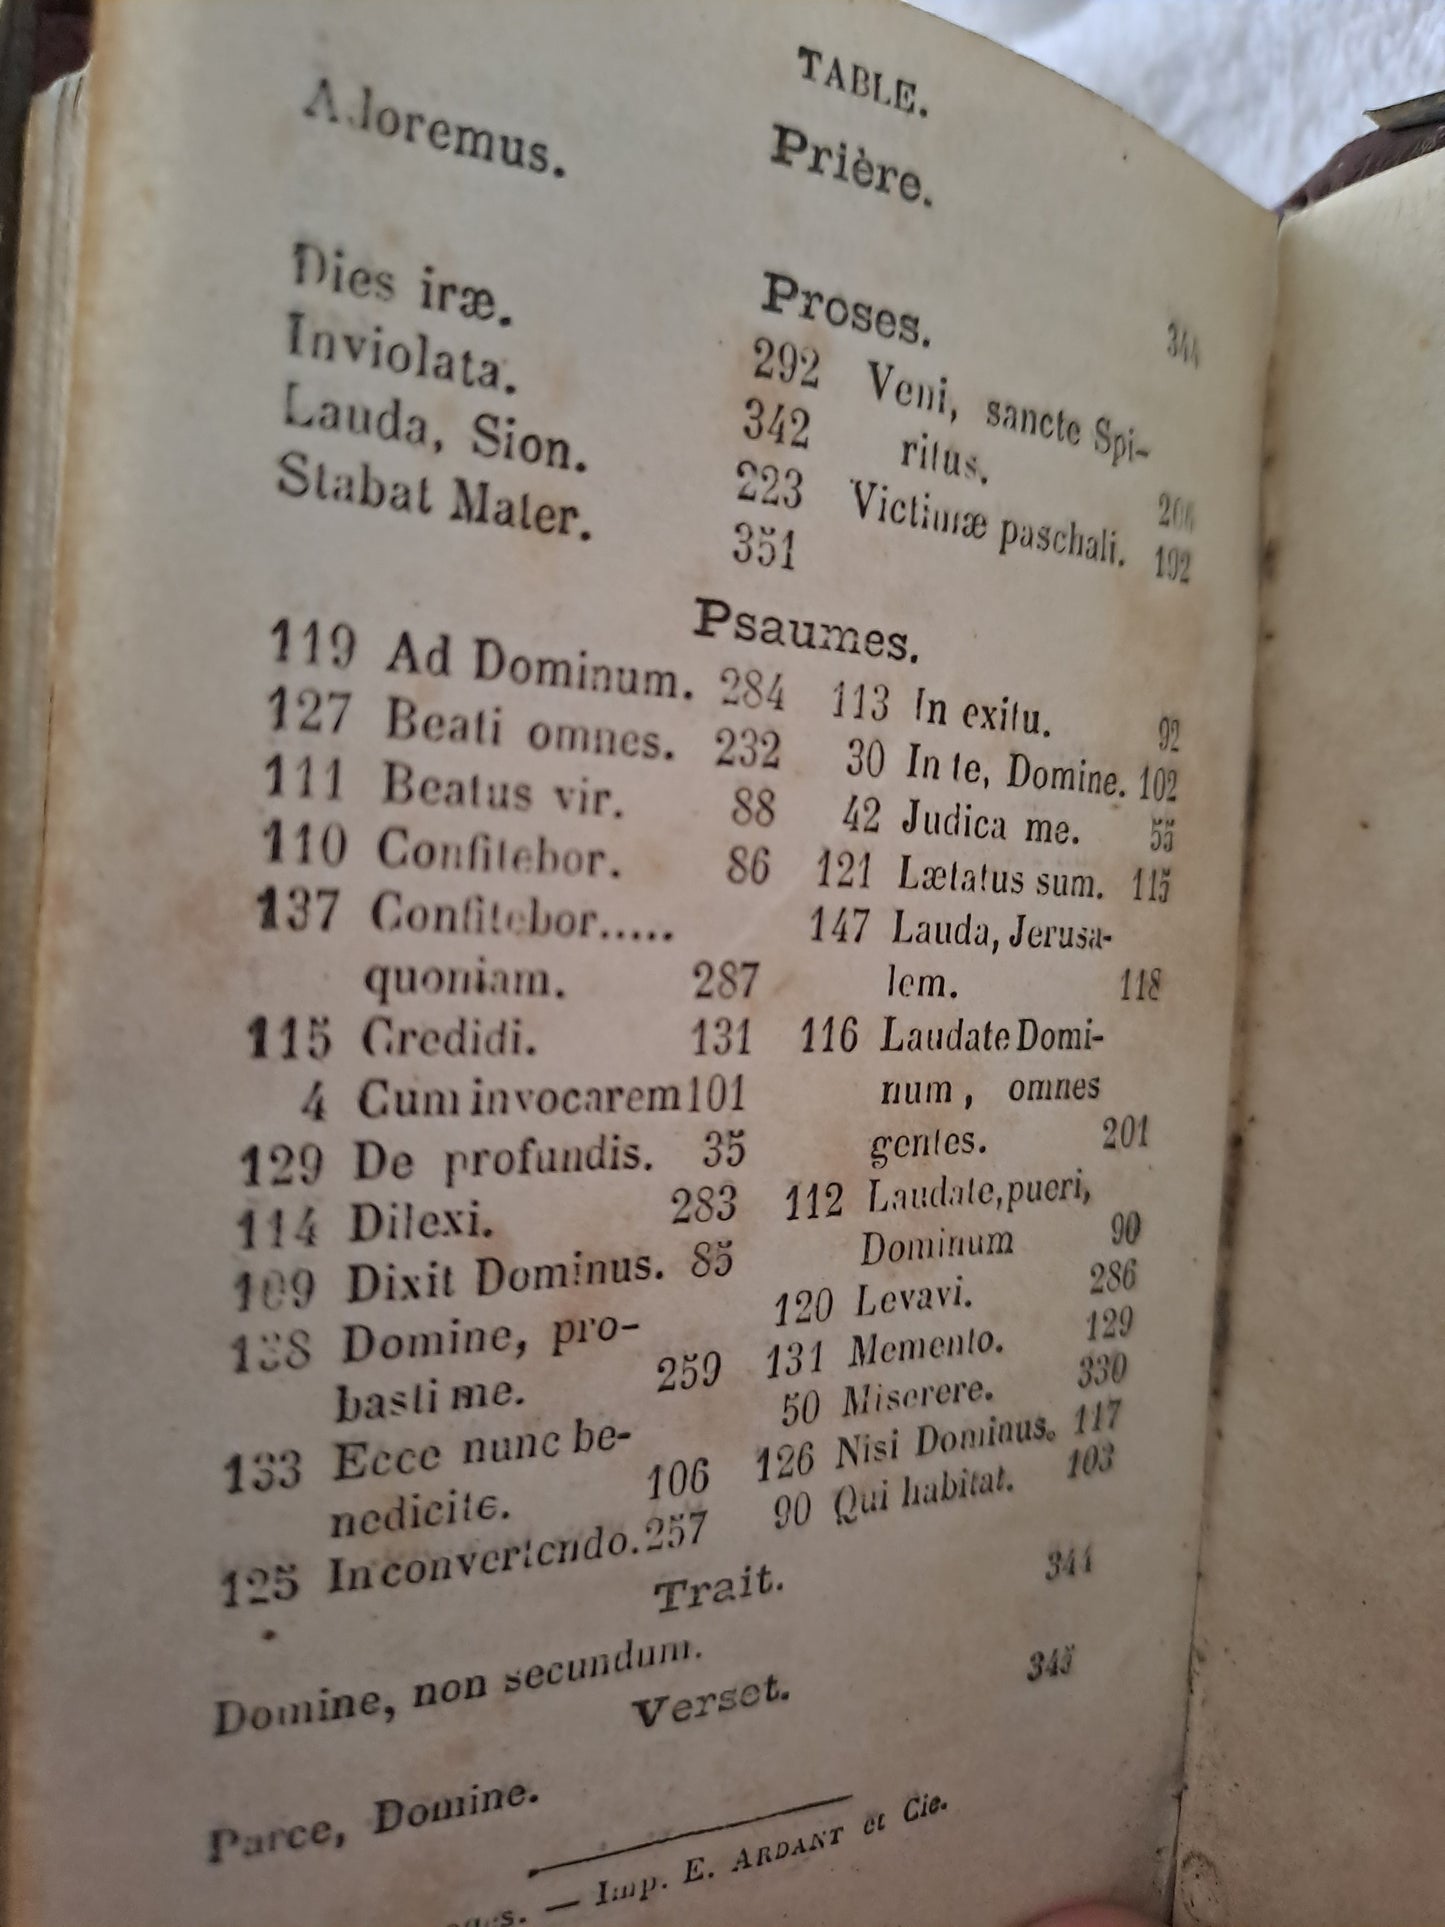 TABLE.
Prière.
Adoremus. 344
Proses.
Dies iræ. 292
Inviolata. 342
Lauda, Sion. 223
Stabat Mater. 351
Veni, sancte Spi-
ritus. 206
Victimæ paschali. 192
Psaumes.
119 Ad Dominum. 284
127 Beati omnes. 232
111 Beatus vir. 88
110 Confitebor. 86
137 Confitebor.....
quoniam. 287
115 Credidi. 131
4 Cum invocarem 101
129 De profundis. 35
114 Dilexi. 283
109 Dixit Dominus. 85
138 Domine, pro-
basti me. 259
133 Ecce nunc be-
nedicite. 106
125 In convertendo. 257
113 In exitu. 92
30 In te, Domine. 102
42 Judica me. 55
121 Lætatus sum. 115
147 Lauda, Jerusa-
lem. 118
116 Laudate Domi-
num, omnes
gentes. 201
112 Laudate, pueri,
Dominum 90
120 Levavi. 286
131 Memento. 129
50 Miserere. 330
126 Nisi Dominus. 117
90 Qui habitat. 103
Trait.
Domine, non secundum. 344
Verset.
Parce, Domine. 345
— Imp. E. ARDANT et Cie.